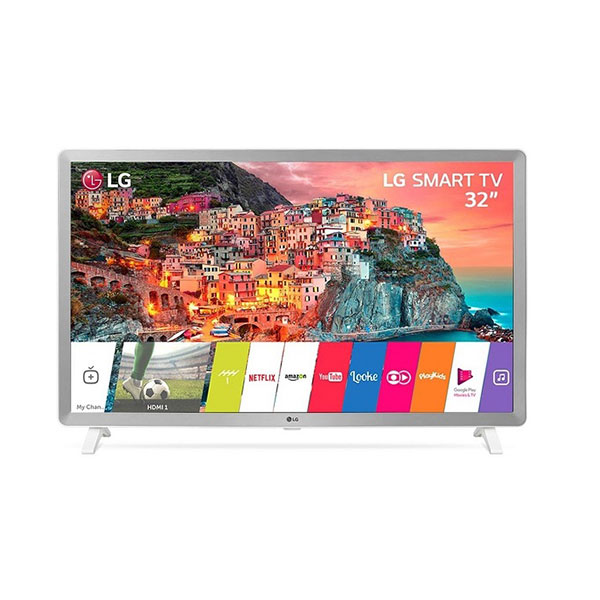 LG
LG SMART TV
32”
My Chan.
HDMI 1
1
NETFLIX
amazon
YouTube
Looke
PlayKids
Google Play
Movies & TV
LG